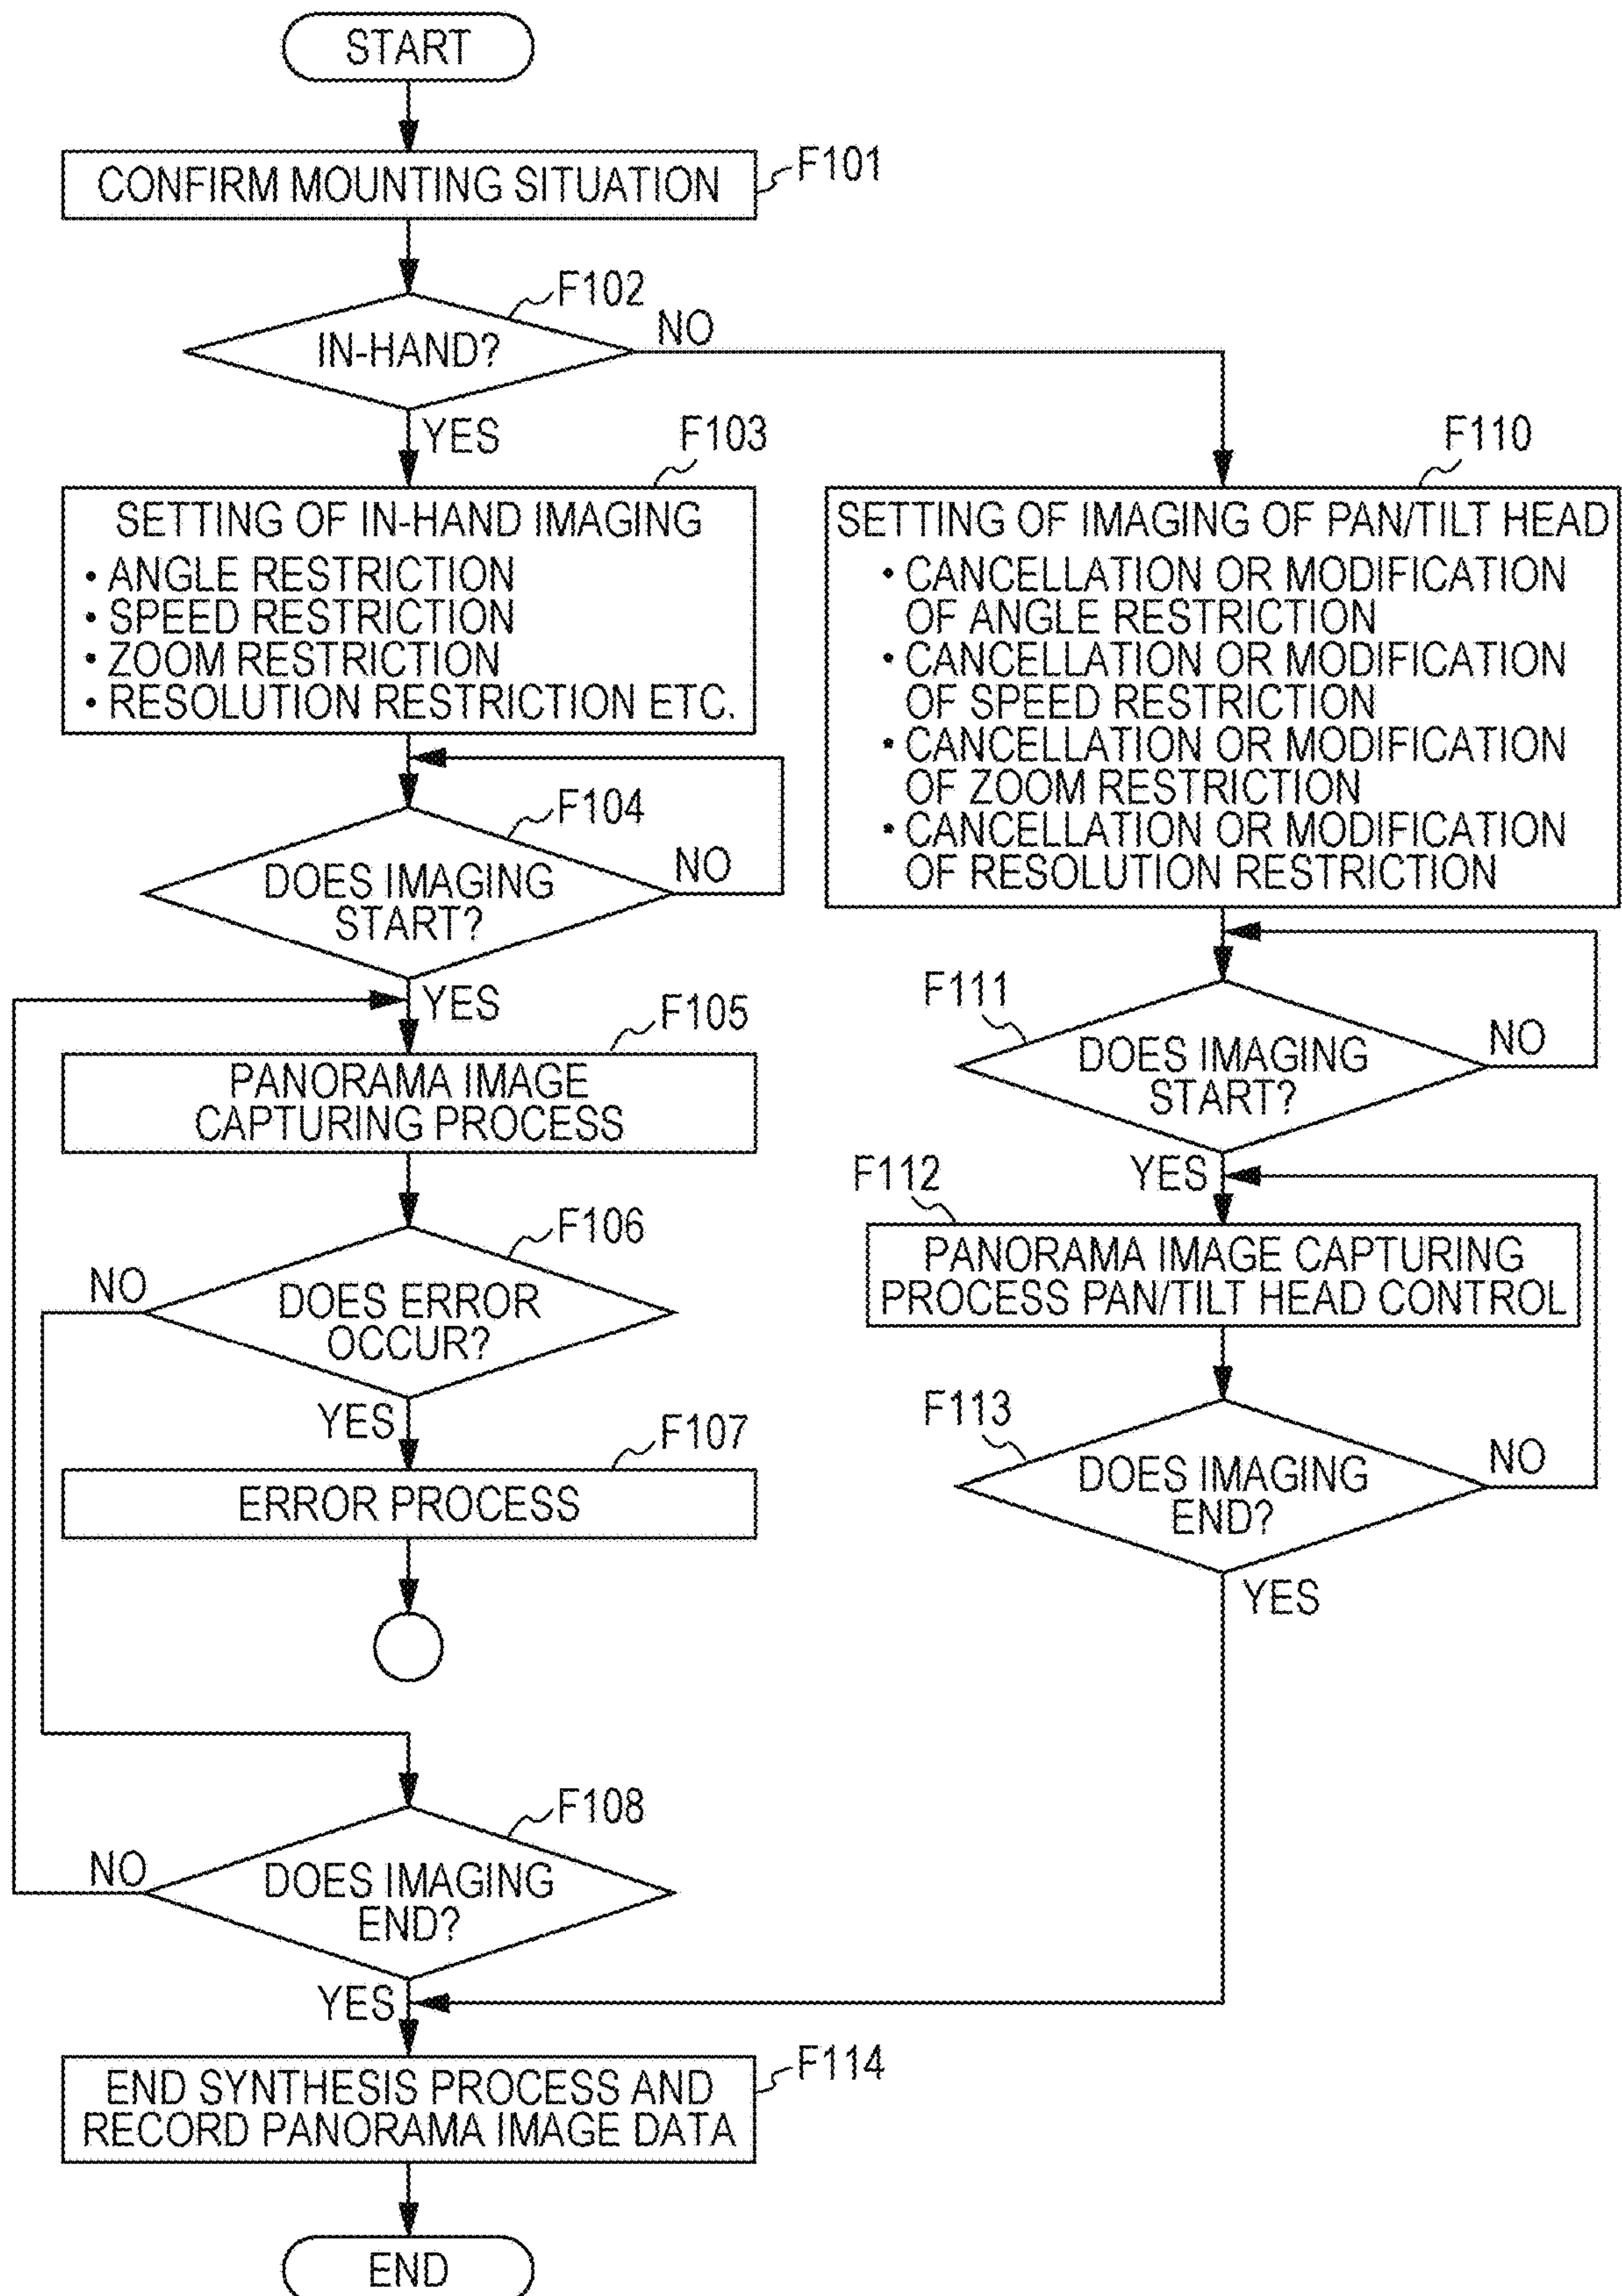 START
CONFIRM MOUNTING SITUATION
F101
F102
IN-HAND?
NO
YES
F103
SETTING OF IN-HAND IMAGING
• ANGLE RESTRICTION
• SPEED RESTRICTION
• ZOOM RESTRICTION
• RESOLUTION RESTRICTION ETC.
F104
DOES IMAGING
START?
NO
YES
F105
PANORAMA IMAGE
CAPTURING PROCESS
F106
NO
DOES ERROR
OCCUR?
YES
F107
ERROR PROCESS
F108
NO
DOES IMAGING
END?
YES
F110
SETTING OF IMAGING OF PAN/TILT HEAD
• CANCELLATION OR MODIFICATION
OF ANGLE RESTRICTION
• CANCELLATION OR MODIFICATION
OF SPEED RESTRICTION
• CANCELLATION OR MODIFICATION
OF ZOOM RESTRICTION
• CANCELLATION OR MODIFICATION
OF RESOLUTION RESTRICTION
F111
DOES IMAGING
START?
NO
YES
F112
PANORAMA IMAGE CAPTURING
PROCESS PAN/TILT HEAD CONTROL
F113
DOES IMAGING
END?
NO
YES
F114
END SYNTHESIS PROCESS AND
RECORD PANORAMA IMAGE DATA
END